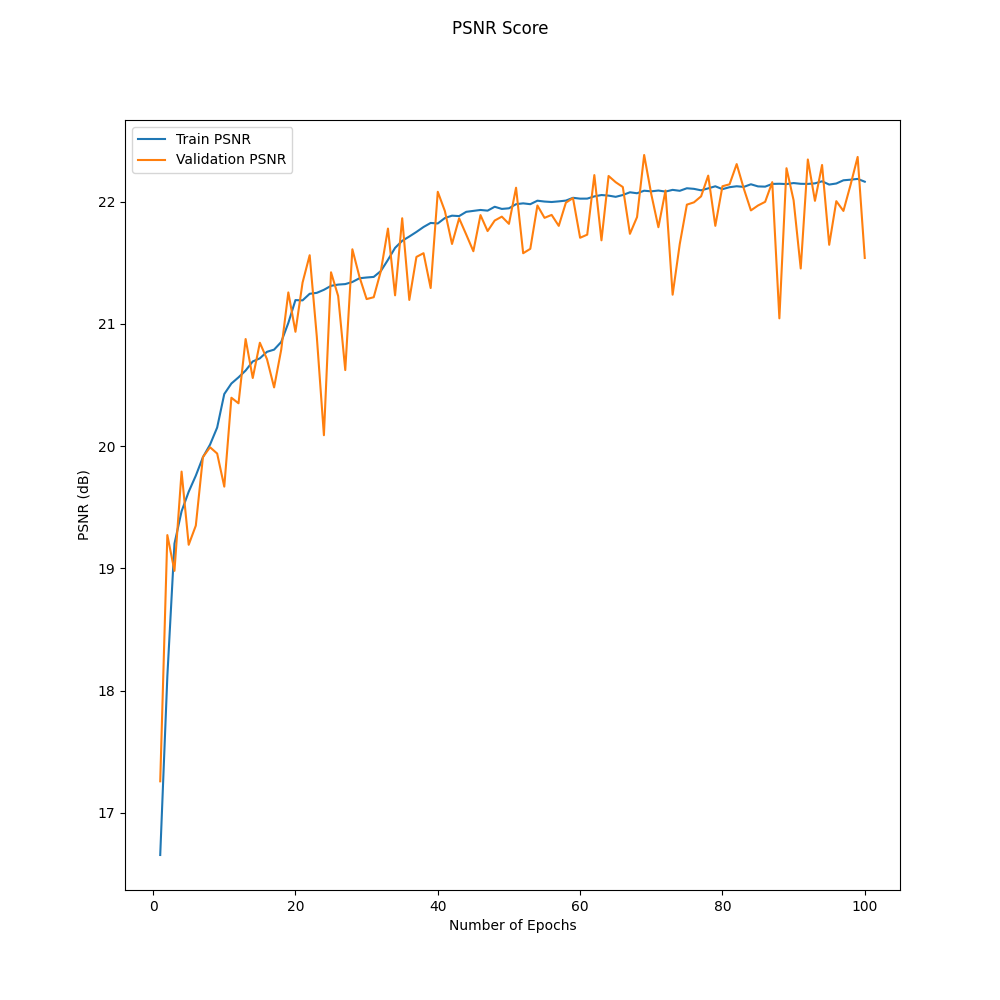 PSNR Score
Train PSNR
Validation PSNR
22
21
20
19
18
17
PSNR (dB)
0 20 40 60 80 100
Number of Epochs